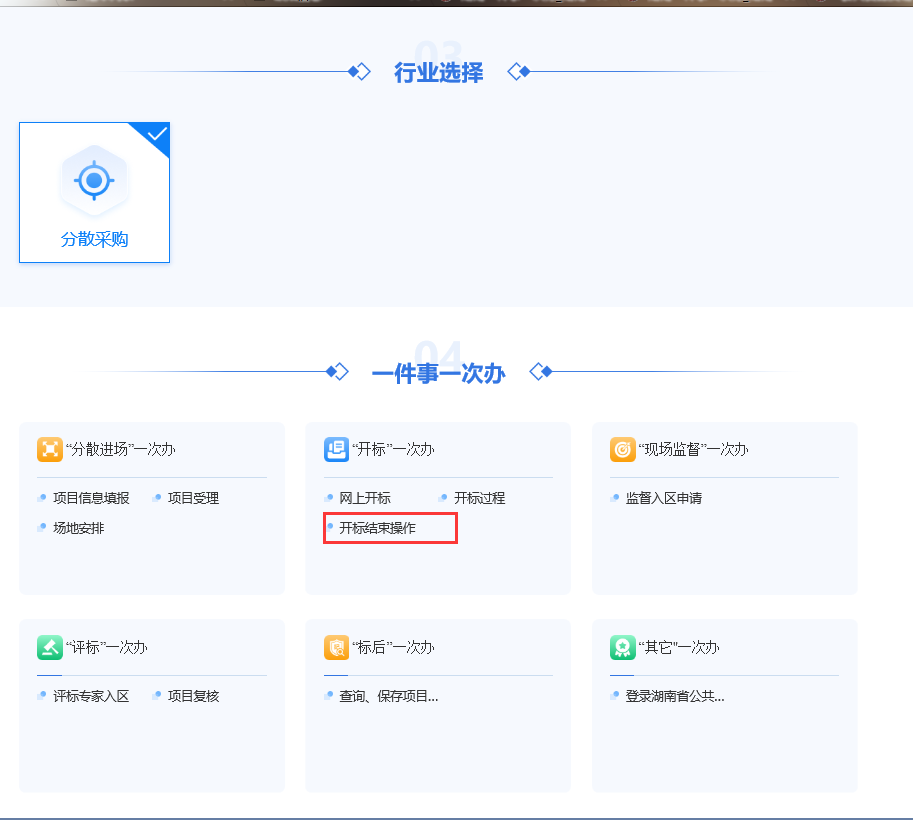 03
行业选择
分散采购
04
一件事一次办
“分散进场”一次办
项目信息填报
项目受理
场地安排
“开标”一次办
网上开标
开标过程
开标结束操作
“现场监督”一次办
监督入区申请
“评标”一次办
评标专家入区
项目复核
“标后”一次办
查询、保存项目...
“其它”一次办
登录湖南省公共...